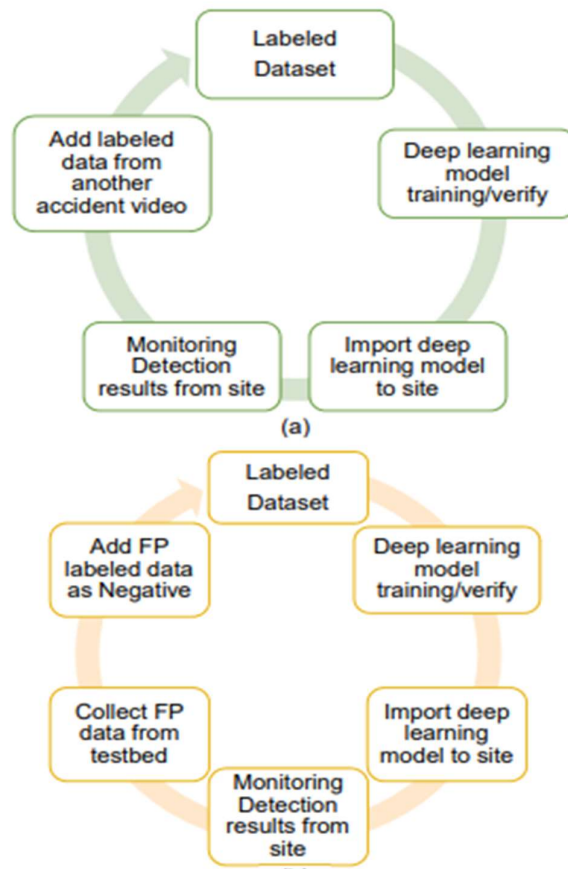 Labeled
Dataset
Deep learning
model
training/verify
Import deep
learning model
to site
Monitoring
Detection
results from site
Add labeled
data from
another
accident video
(a)
Labeled
Dataset
Deep learning
model
training/verify
Import deep
learning
model to site
Monitoring
Detection
results from
site
Collect FP
data from
testbed
Add FP
labeled data
as Negative